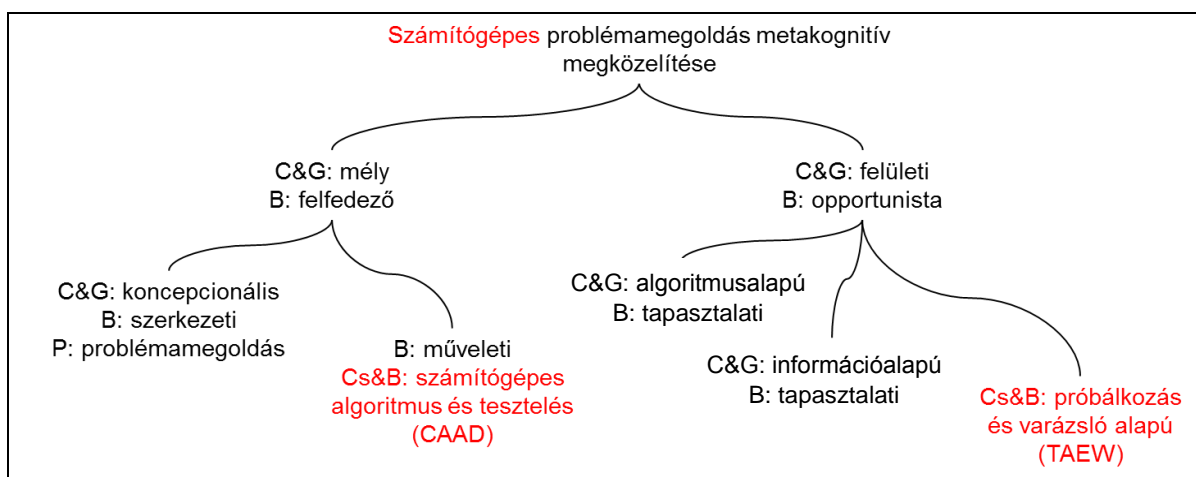 Számítógépes problémamegoldás metakognitív
megközelítése
C&G: mély
B: felfedező
C&G: felületi
B: opportunista
C&G: koncepcionális
B: szerkezeti
P: problémamegoldás
B: műveleti
Cs&B: számítógépes
algoritmus és tesztelés
(CAAD)
C&G: algoritmusalapú
B: tapasztalati
C&G: információalapú
B: tapasztalati
Cs&B: próbálkozás
és varázsló alapú
(TAEW)